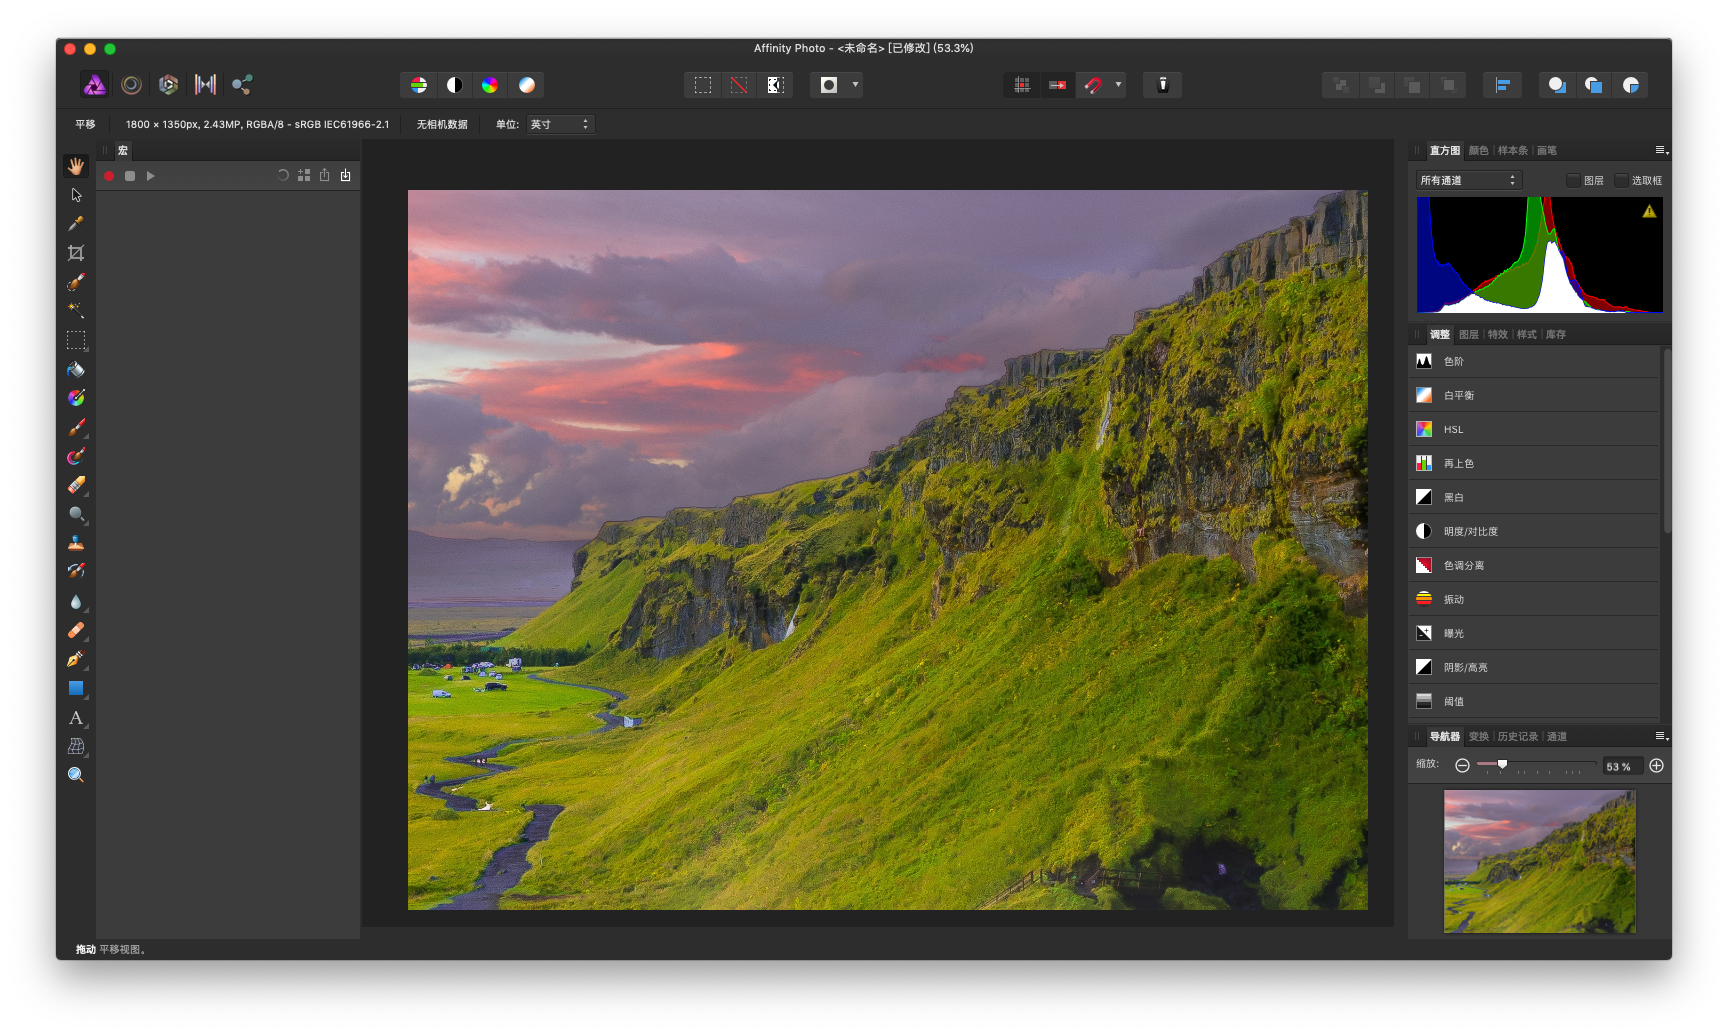 Affinity Photo - <未命名> [已修改] (53.3%)
平移
1800 × 1350px, 2.43MP, RGBA/8 - sRGB IEC61966-2.1
无相机数据
单位:
英寸
宏
直方图
颜色
样本条
画笔
所有通道
图层
选取框
调整
图层
特效
样式
库存
色阶
白平衡
HSL
再上色
黑白
明度/对比度
色调分离
振动
曝光
阴影/高亮
阈值
导航器
变换
历史记录
通道
缩放:
53 %
拖动 平移视图。